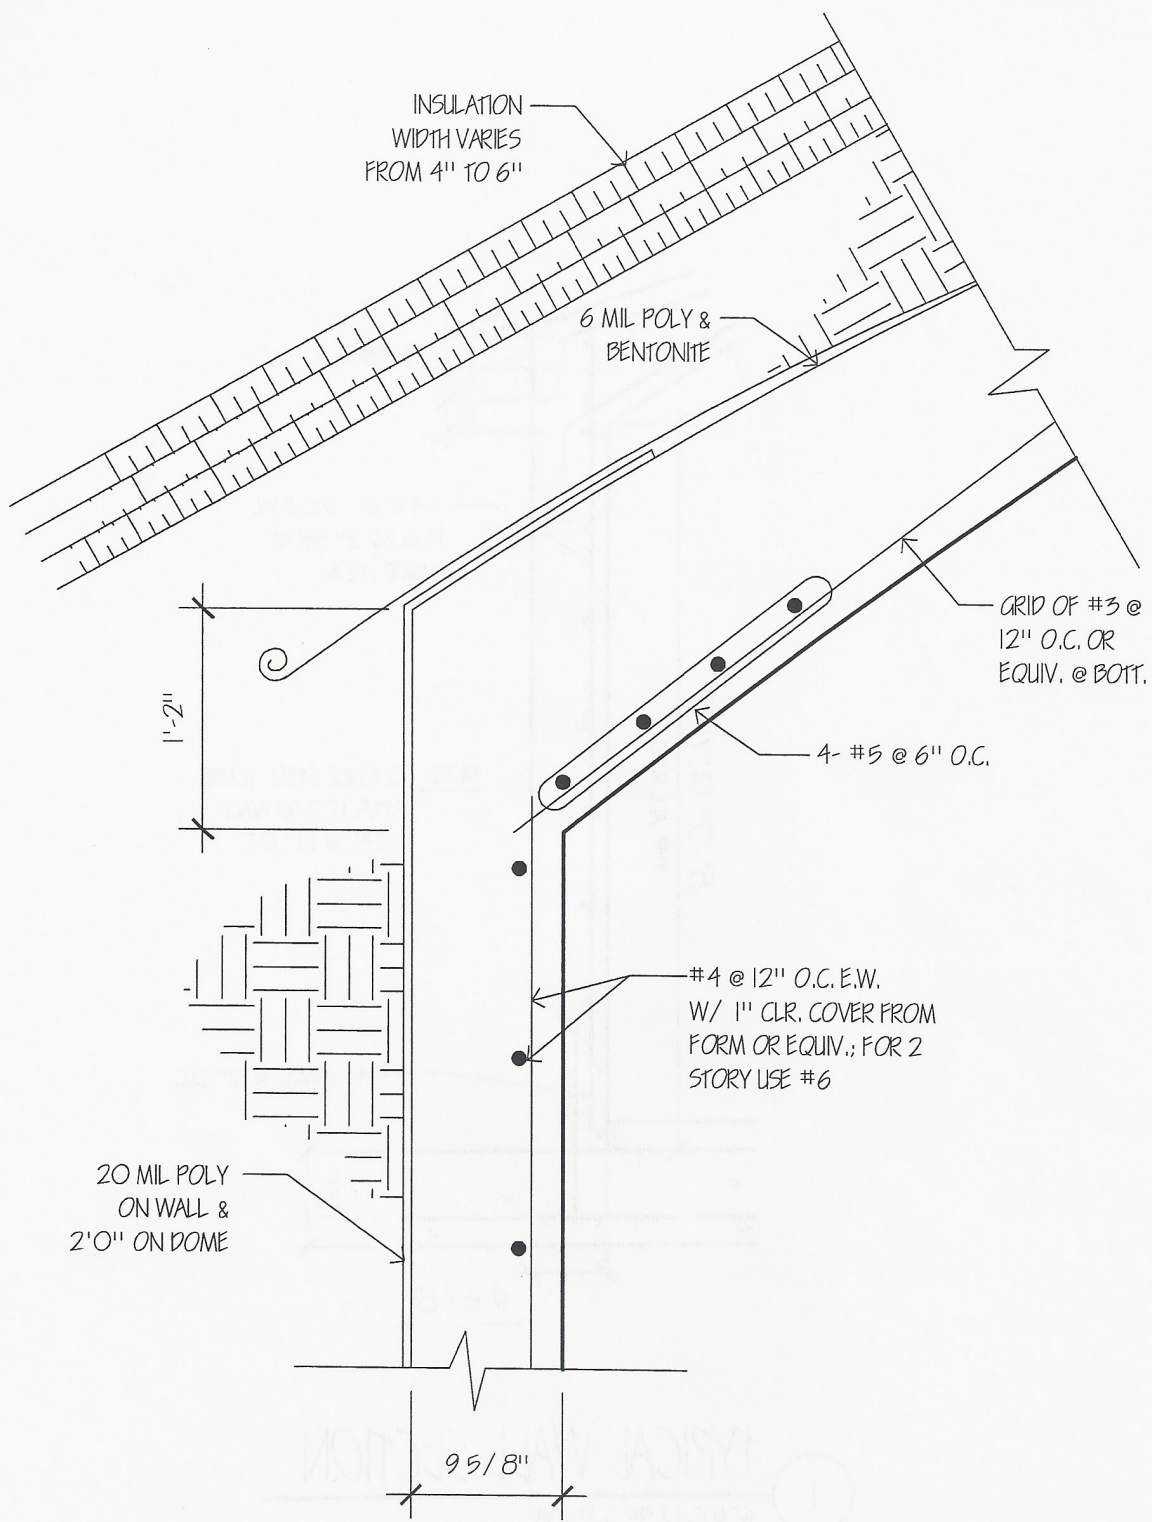 INSULATION
WIDTH VARIES
FROM 4" TO 6"
6 MIL POLY &
BENTONITE
GRID OF #3 @
12" O.C. OR
EQUIV. @ BOTT.
1'-2"
4- #5 @ 6" O.C.
#4 @ 12" O.C. E.W.
W/ 1" CLR. COVER FROM
FORM OR EQUIV.; FOR 2
STORY USE #6
20 MIL POLY
ON WALL &
2'0" ON DOME
9 5/8"